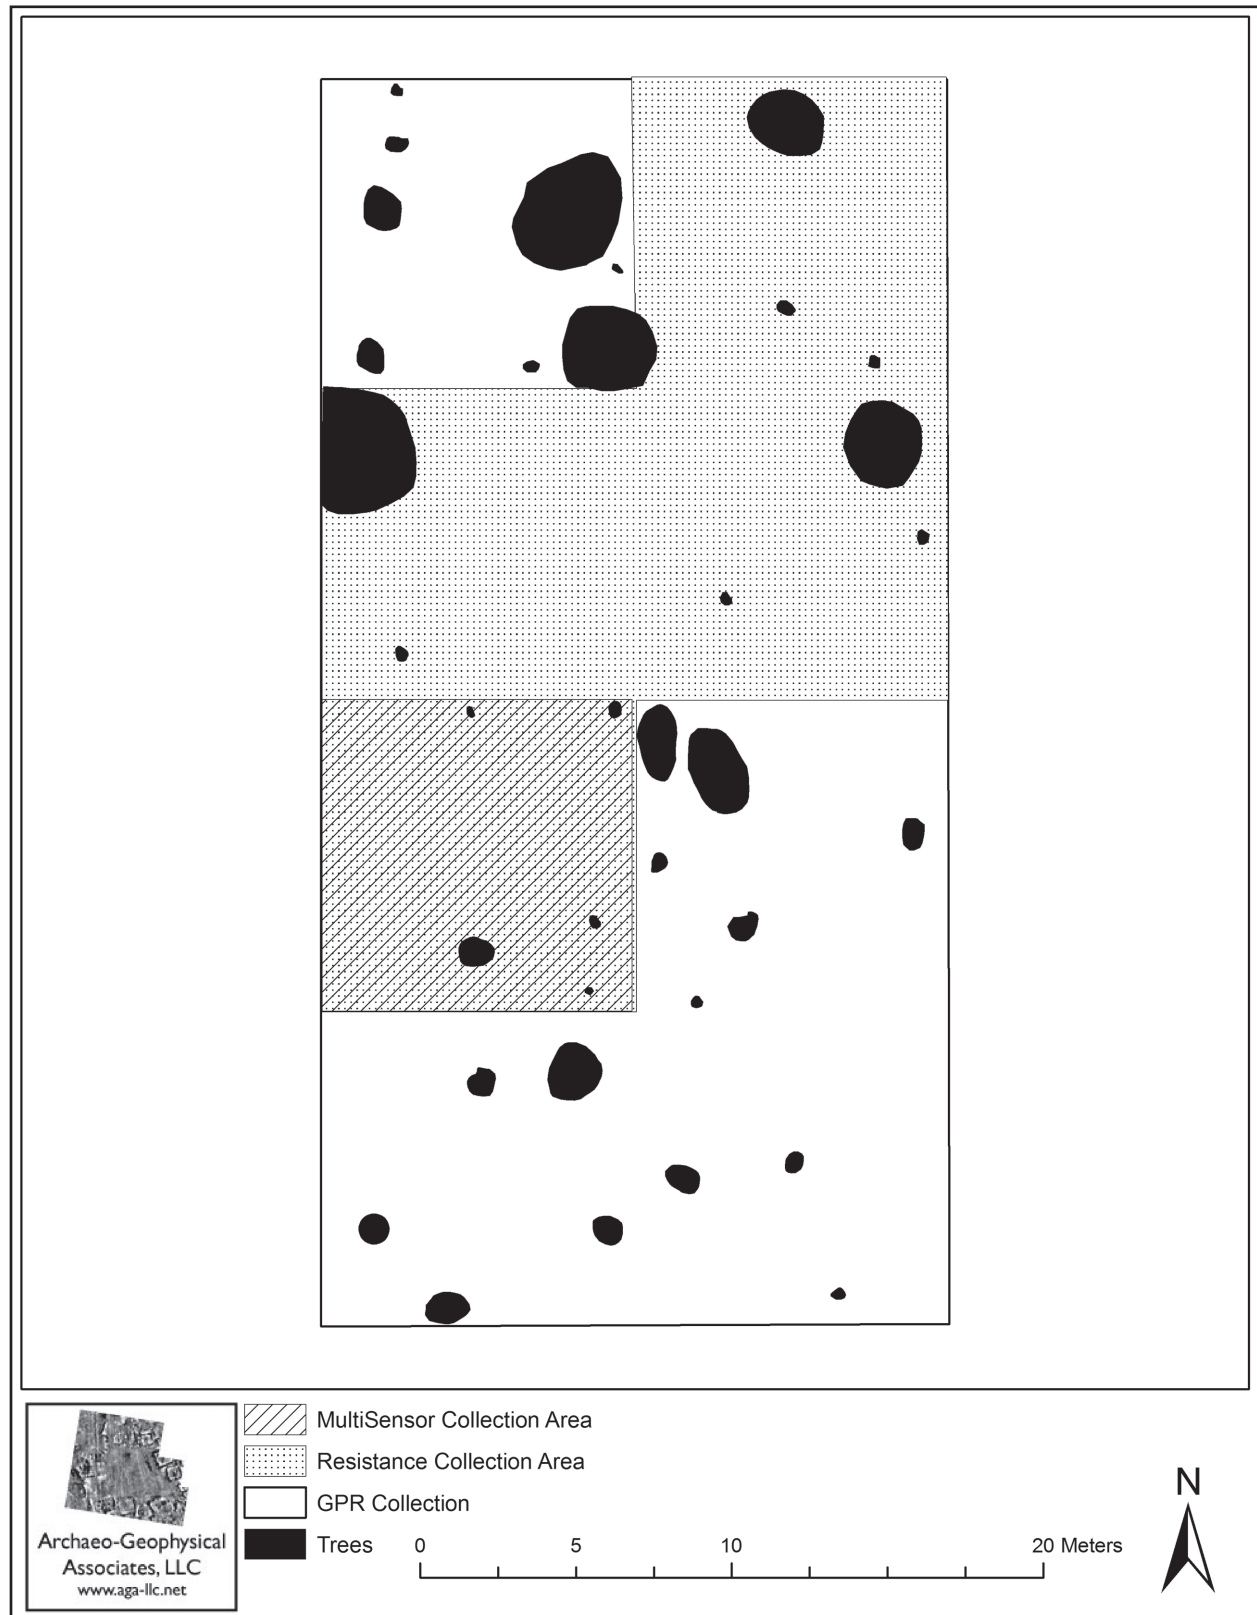 MultiSensor Collection Area
Resistance Collection Area
GPR Collection
Trees
0 5 10 20 Meters
N
Archaeo-Geophysical
Associates, LLC
www.aga-llc.net